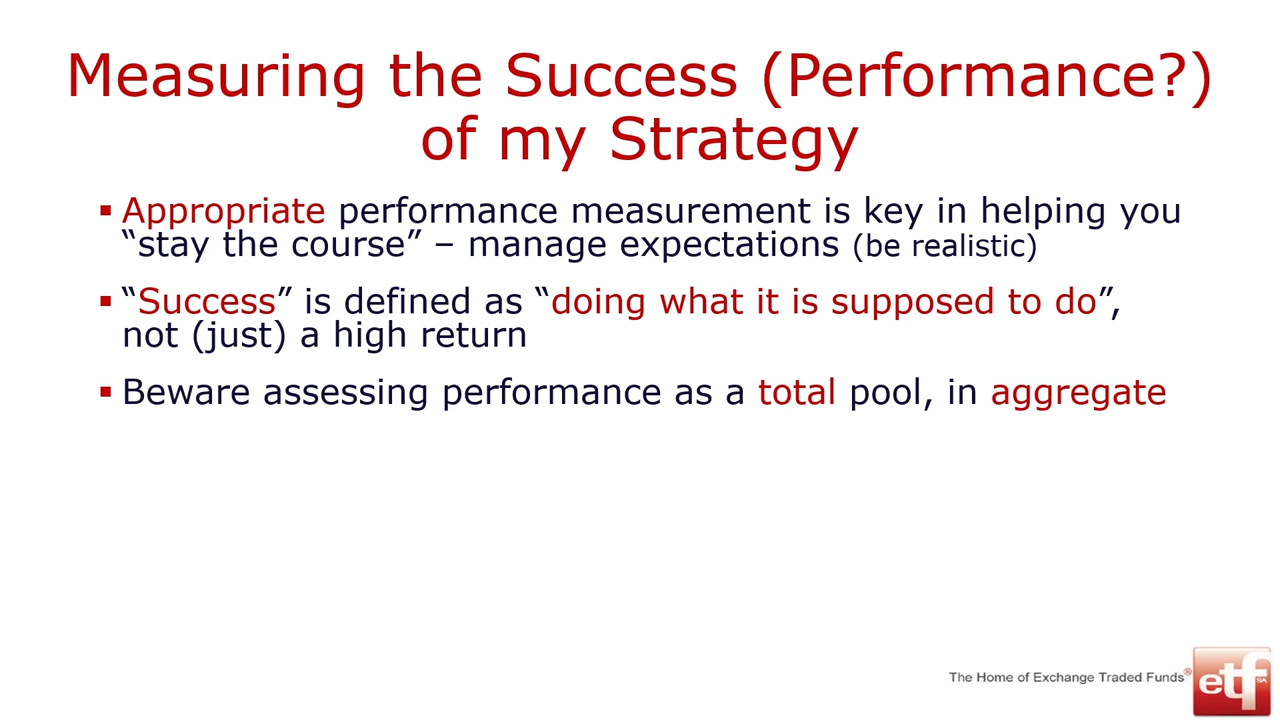 Measuring the Success (Performance?)
of my Strategy
▪ Appropriate performance measurement is key in helping you
“stay the course” – manage expectations (be realistic)
▪ “Success” is defined as “doing what it is supposed to do”,
not (just) a high return
▪ Beware assessing performance as a total pool, in aggregate
The Home of Exchange Traded Funds®
etf
SA